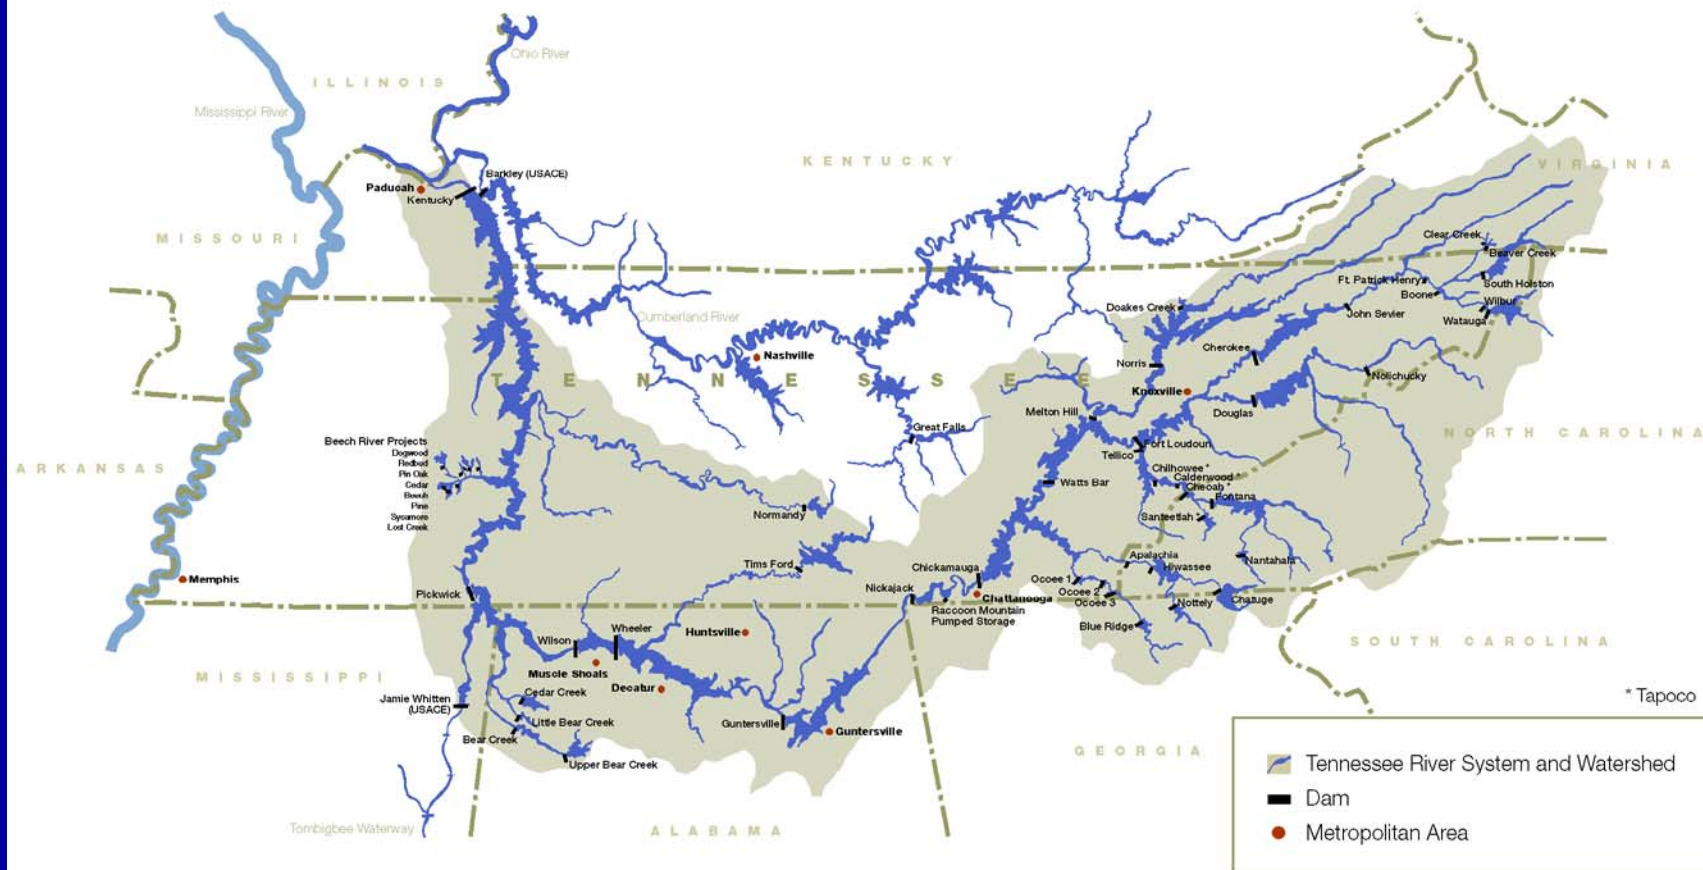 Ohio River
ILLINOIS
Mississippi River
KENTUCKY
VIRGINIA
Barkley (USACE)
Paducah
Kentucky
MISSOURI
Clear Creek
Beaver Creek
Ft. Patrick Henry
South Holston
Boone
Wilbur
Doakes Creek
John Sevier
Watauga
Cumberland River
Nashville
Cherokee
Norris
TENNESSEE
Nolichucky
Knoxville
Melton Hill
Douglas
Great Falls
NORTH CAROLINA
Beech River Projects
Dogwood
Redbud
Pin Oak
Cedar
Beech
Pine
Sycamore
Lost Creek
Fort Loudoun
Tellico
ARKANSAS
Chilhowee *
Calderwood *
Cheoah *
Watts Bar
Fontana
Normandy
Santeetlah *
Apalachia
Nantahala
Tims Ford
Chickamauga
Hiwassee
Memphis
Ocoee 1
Nickajack
Pickwick
Ocoee 2
Chattanooga
Ocoee 3
Nottely
Chatuge
Raccoon Mountain
Pumped Storage
Blue Ridge
Wheeler
Huntsville
Wilson
SOUTH CAROLINA
Muscle Shoals
MISSISSIPPI
Decatur
Cedar Creek
Jamie Whitten
(USACE)
* Tapoco
Little Bear Creek
Guntersville
Guntersville
Bear Creek
GEORGIA
Upper Bear Creek
Tennessee River System and Watershed
Dam
Metropolitan Area
Tombigbee Waterway
ALABAMA